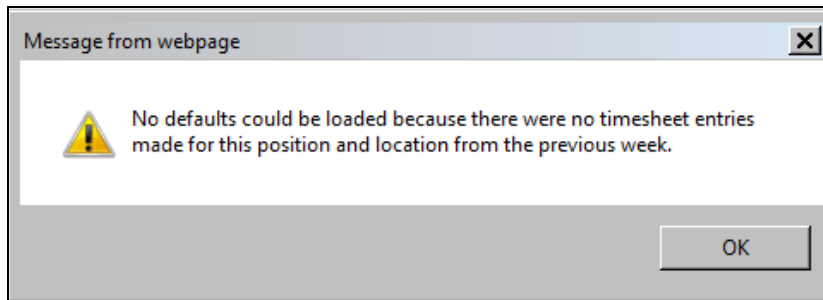 Message from webpage
No defaults could be loaded because there were no timesheet entries
made for this position and location from the previous week.
OK